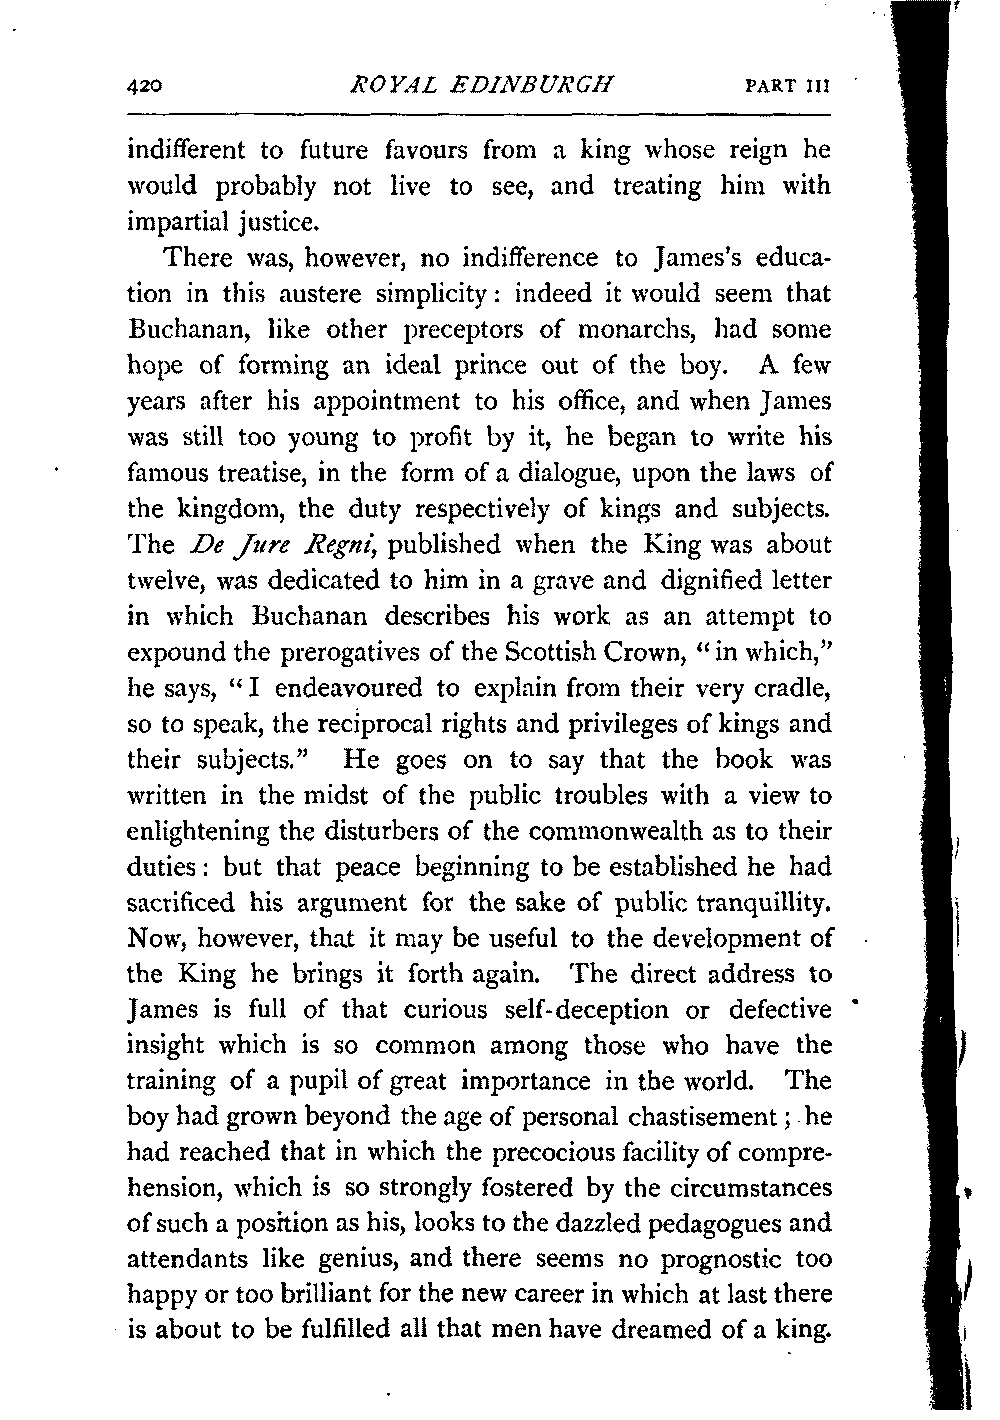 420 ROYAL EDINBURGH PART III
indifferent to future favours from a king whose reign he
would probably not live to see, and treating him with
impartial justice.
There was, however, no indifference to James's educa-
tion in this austere simplicity: indeed it would seem that
Buchanan, like other preceptors of monarchs, had some
hope of forming an ideal prince out of the boy. A few
years after his appointment to his office, and when James
was still too young to profit by it, he began to write his
famous treatise, in the form of a dialogue, upon the laws of
the kingdom, the duty respectively of kings and subjects.
The De Jure Regni, published when the King was about
twelve, was dedicated to him in a grave and dignified letter
in which Buchanan describes his work as an attempt to
expound the prerogatives of the Scottish Crown, "in which,"
he says, "I endeavoured to explain from their very cradle,
so to speak, the reciprocal rights and privileges of kings and
their subjects." He goes on to say that the book was
written in the midst of the public troubles with a view to
enlightening the disturbers of the commonwealth as to their
duties: but that peace beginning to be established he had
sacrificed his argument for the sake of public tranquillity.
Now, however, that it may be useful to the development of
the King he brings it forth again. The direct address to
James is full of that curious self-deception or defective
insight which is so common among those who have the
training of a pupil of great importance in the world. The
boy had grown beyond the age of personal chastisement; he
had reached that in which the precocious facility of compre-
hension, which is so strongly fostered by the circumstances
of such a position as his, looks to the dazzled pedagogues and
attendants like genius, and there seems no prognostic too
happy or too brilliant for the new career in which at last there
is about to be fulfilled all that men have dreamed of a king.